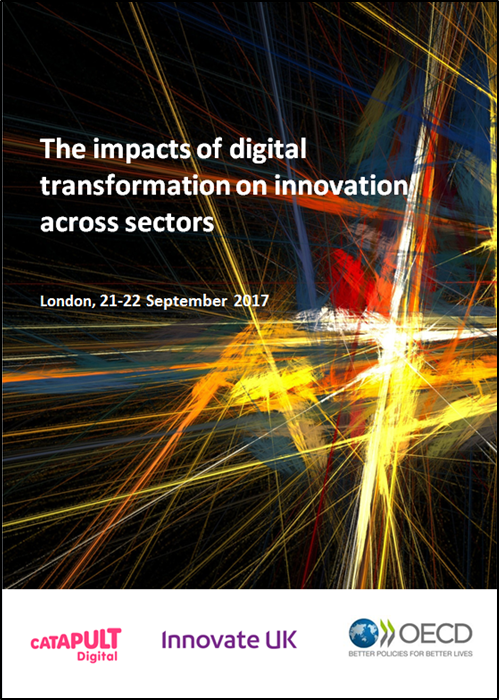 The impacts of digital
transformation on innovation
across sectors
London, 21-22 September 2017
CATAPULT
Digital
Innovate UK
OECD
BETTER POLICIES FOR BETTER LIVES